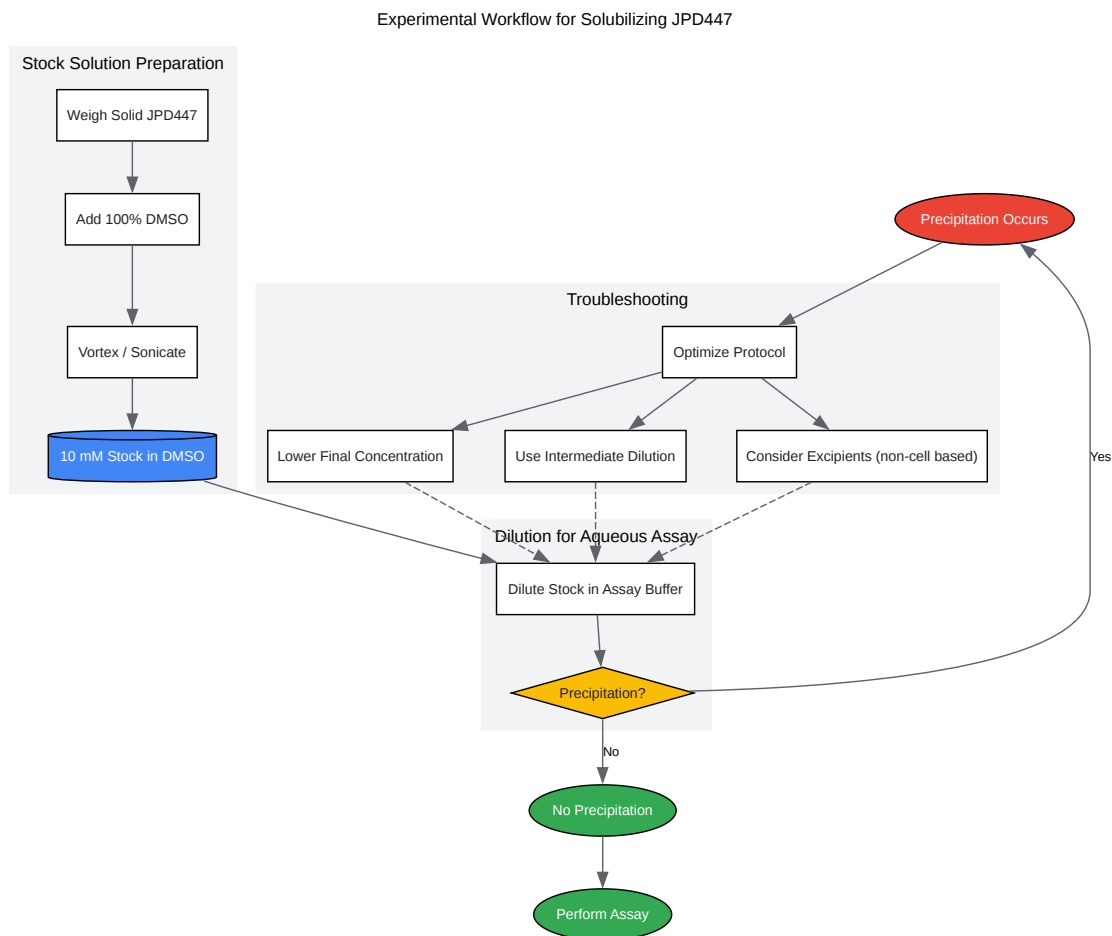 Experimental Workflow for Solubilizing JPD447
Stock Solution Preparation
Weigh Solid JPD447
Add 100% DMSO
Vortex / Sonicate
10 mM Stock in DMSO
Precipitation Occurs
Troubleshooting
Optimize Protocol
Lower Final Concentration
Use Intermediate Dilution
Consider Excipients (non-cell based)
Yes
Dilution for Aqueous Assay
Dilute Stock in Assay Buffer
Precipitation?
No
No Precipitation
Perform Assay